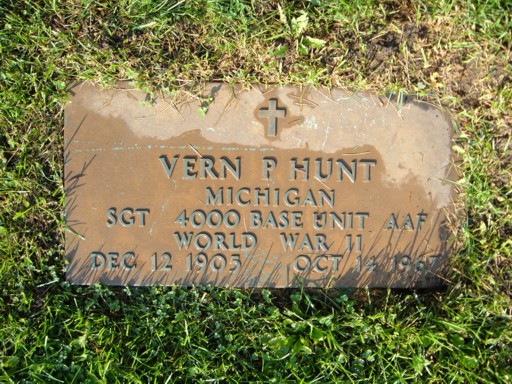 VERN P HUNT
MICHIGAN
SGT 4000 BASE UNIT AAF
WORLD WAR II
DEC 12 1905 OCT 14 1967